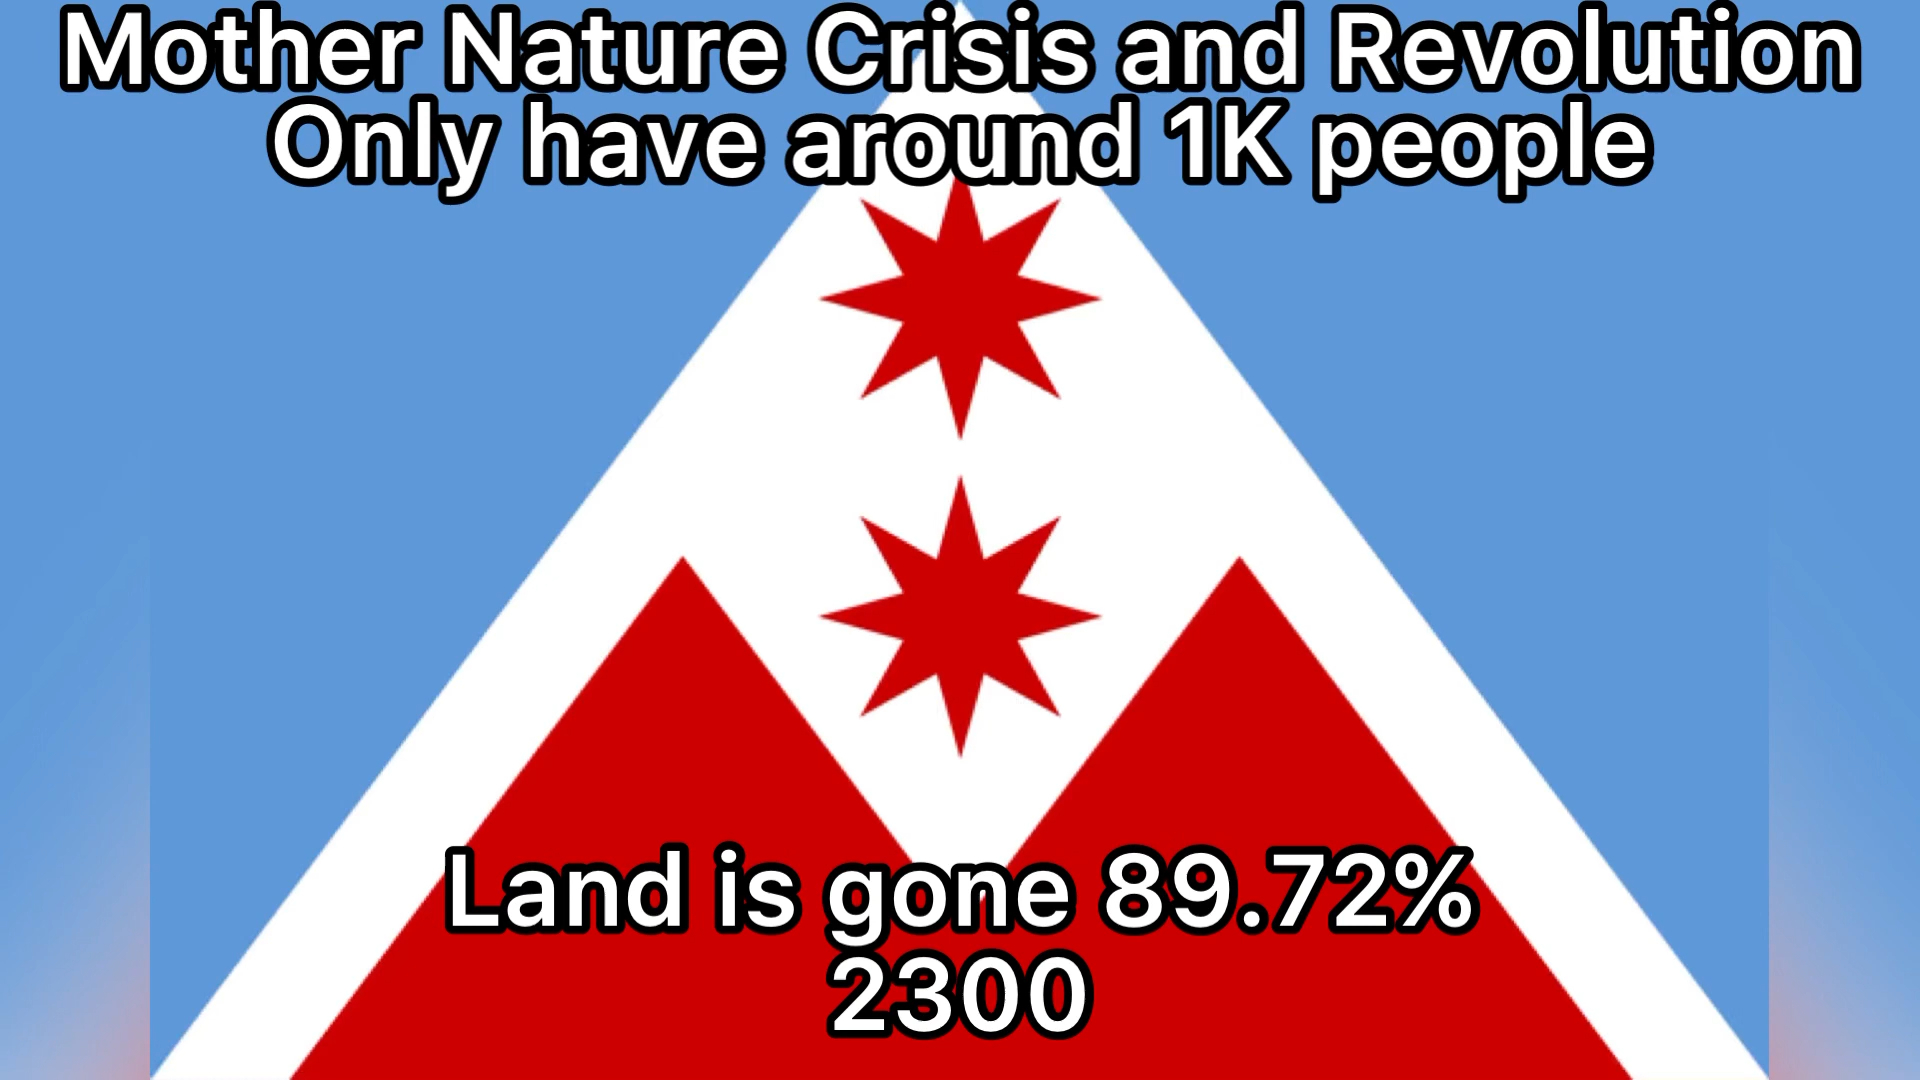 Mother Nature Crisis and Revolution
Only have around 1K people
Land is gone 89.72%
2300